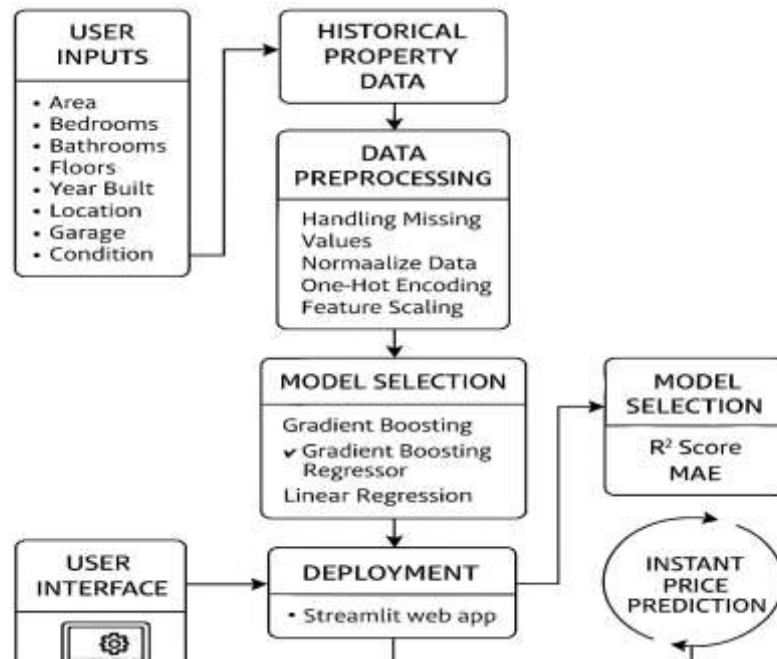 USER
INPUTS
• Area
• Bedrooms
• Bathrooms
• Floors
• Year Built
• Location
• Garage
• Condition
HISTORICAL
PROPERTY
DATA
DATA
PREPROCESSING
Handling Missing
Values
Normaalize Data
One-Hot Encoding
Feature Scaling
MODEL SELECTION
Gradient Boosting
✓ Gradient Boosting
Regressor
Linear Regression
MODEL
SELECTION
R² Score
MAE
USER
INTERFACE
DEPLOYMENT
• Streamlit web app
INSTANT
PRICE
PREDICTION